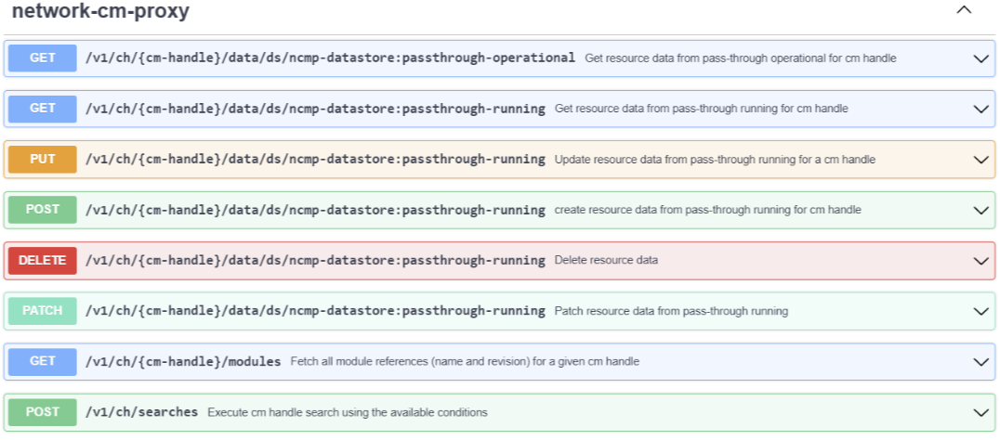 network-cm-proxy
GET /v1/ch/{cm-handle}/data/ds/ncmp-datastore:passthrough-operational Get resource data from pass-through operational for cm handle
GET /v1/ch/{cm-handle}/data/ds/ncmp-datastore:passthrough-running Get resource data from pass-through running for cm handle
PUT /v1/ch/{cm-handle}/data/ds/ncmp-datastore:passthrough-running Update resource data from pass-through running for a cm handle
POST /v1/ch/{cm-handle}/data/ds/ncmp-datastore:passthrough-running create resource data from pass-through running for cm handle
DELETE /v1/ch/{cm-handle}/data/ds/ncmp-datastore:passthrough-running Delete resource data
PATCH /v1/ch/{cm-handle}/data/ds/ncmp-datastore:passthrough-running Patch resource data from pass-through running
GET /v1/ch/{cm-handle}/modules Fetch all module references (name and revision) for a given cm handle
POST /v1/ch/searches Execute cm handle search using the available conditions